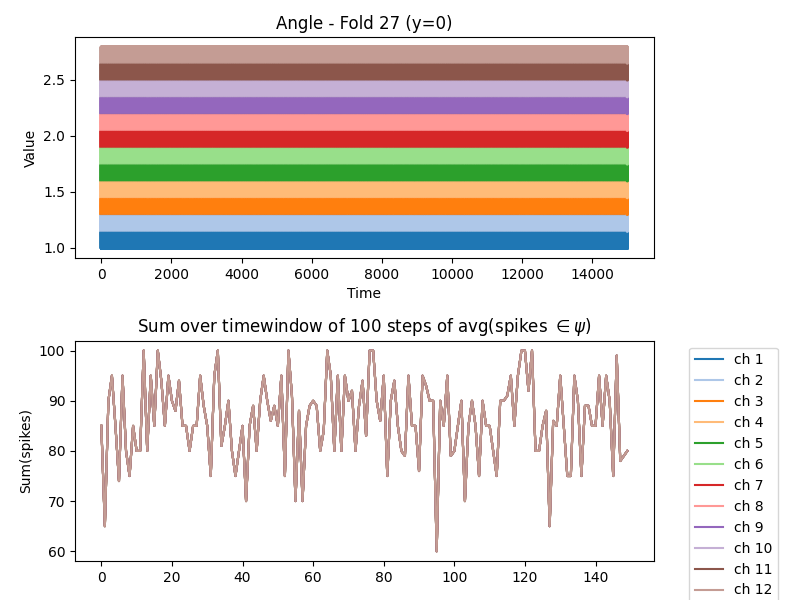 Angle - Fold 27 (y=0)
Value
2.5
2.0
1.5
1.0
0 2000 4000 6000 8000 10000 12000 14000
Time
Sum over timewindow of 100 steps of avg(spikes ∈ ψ)
Sum(spikes)
100
90
80
70
60
0 20 40 60 80 100 120 140
ch 1
ch 2
ch 3
ch 4
ch 5
ch 6
ch 7
ch 8
ch 9
ch 10
ch 11
ch 12